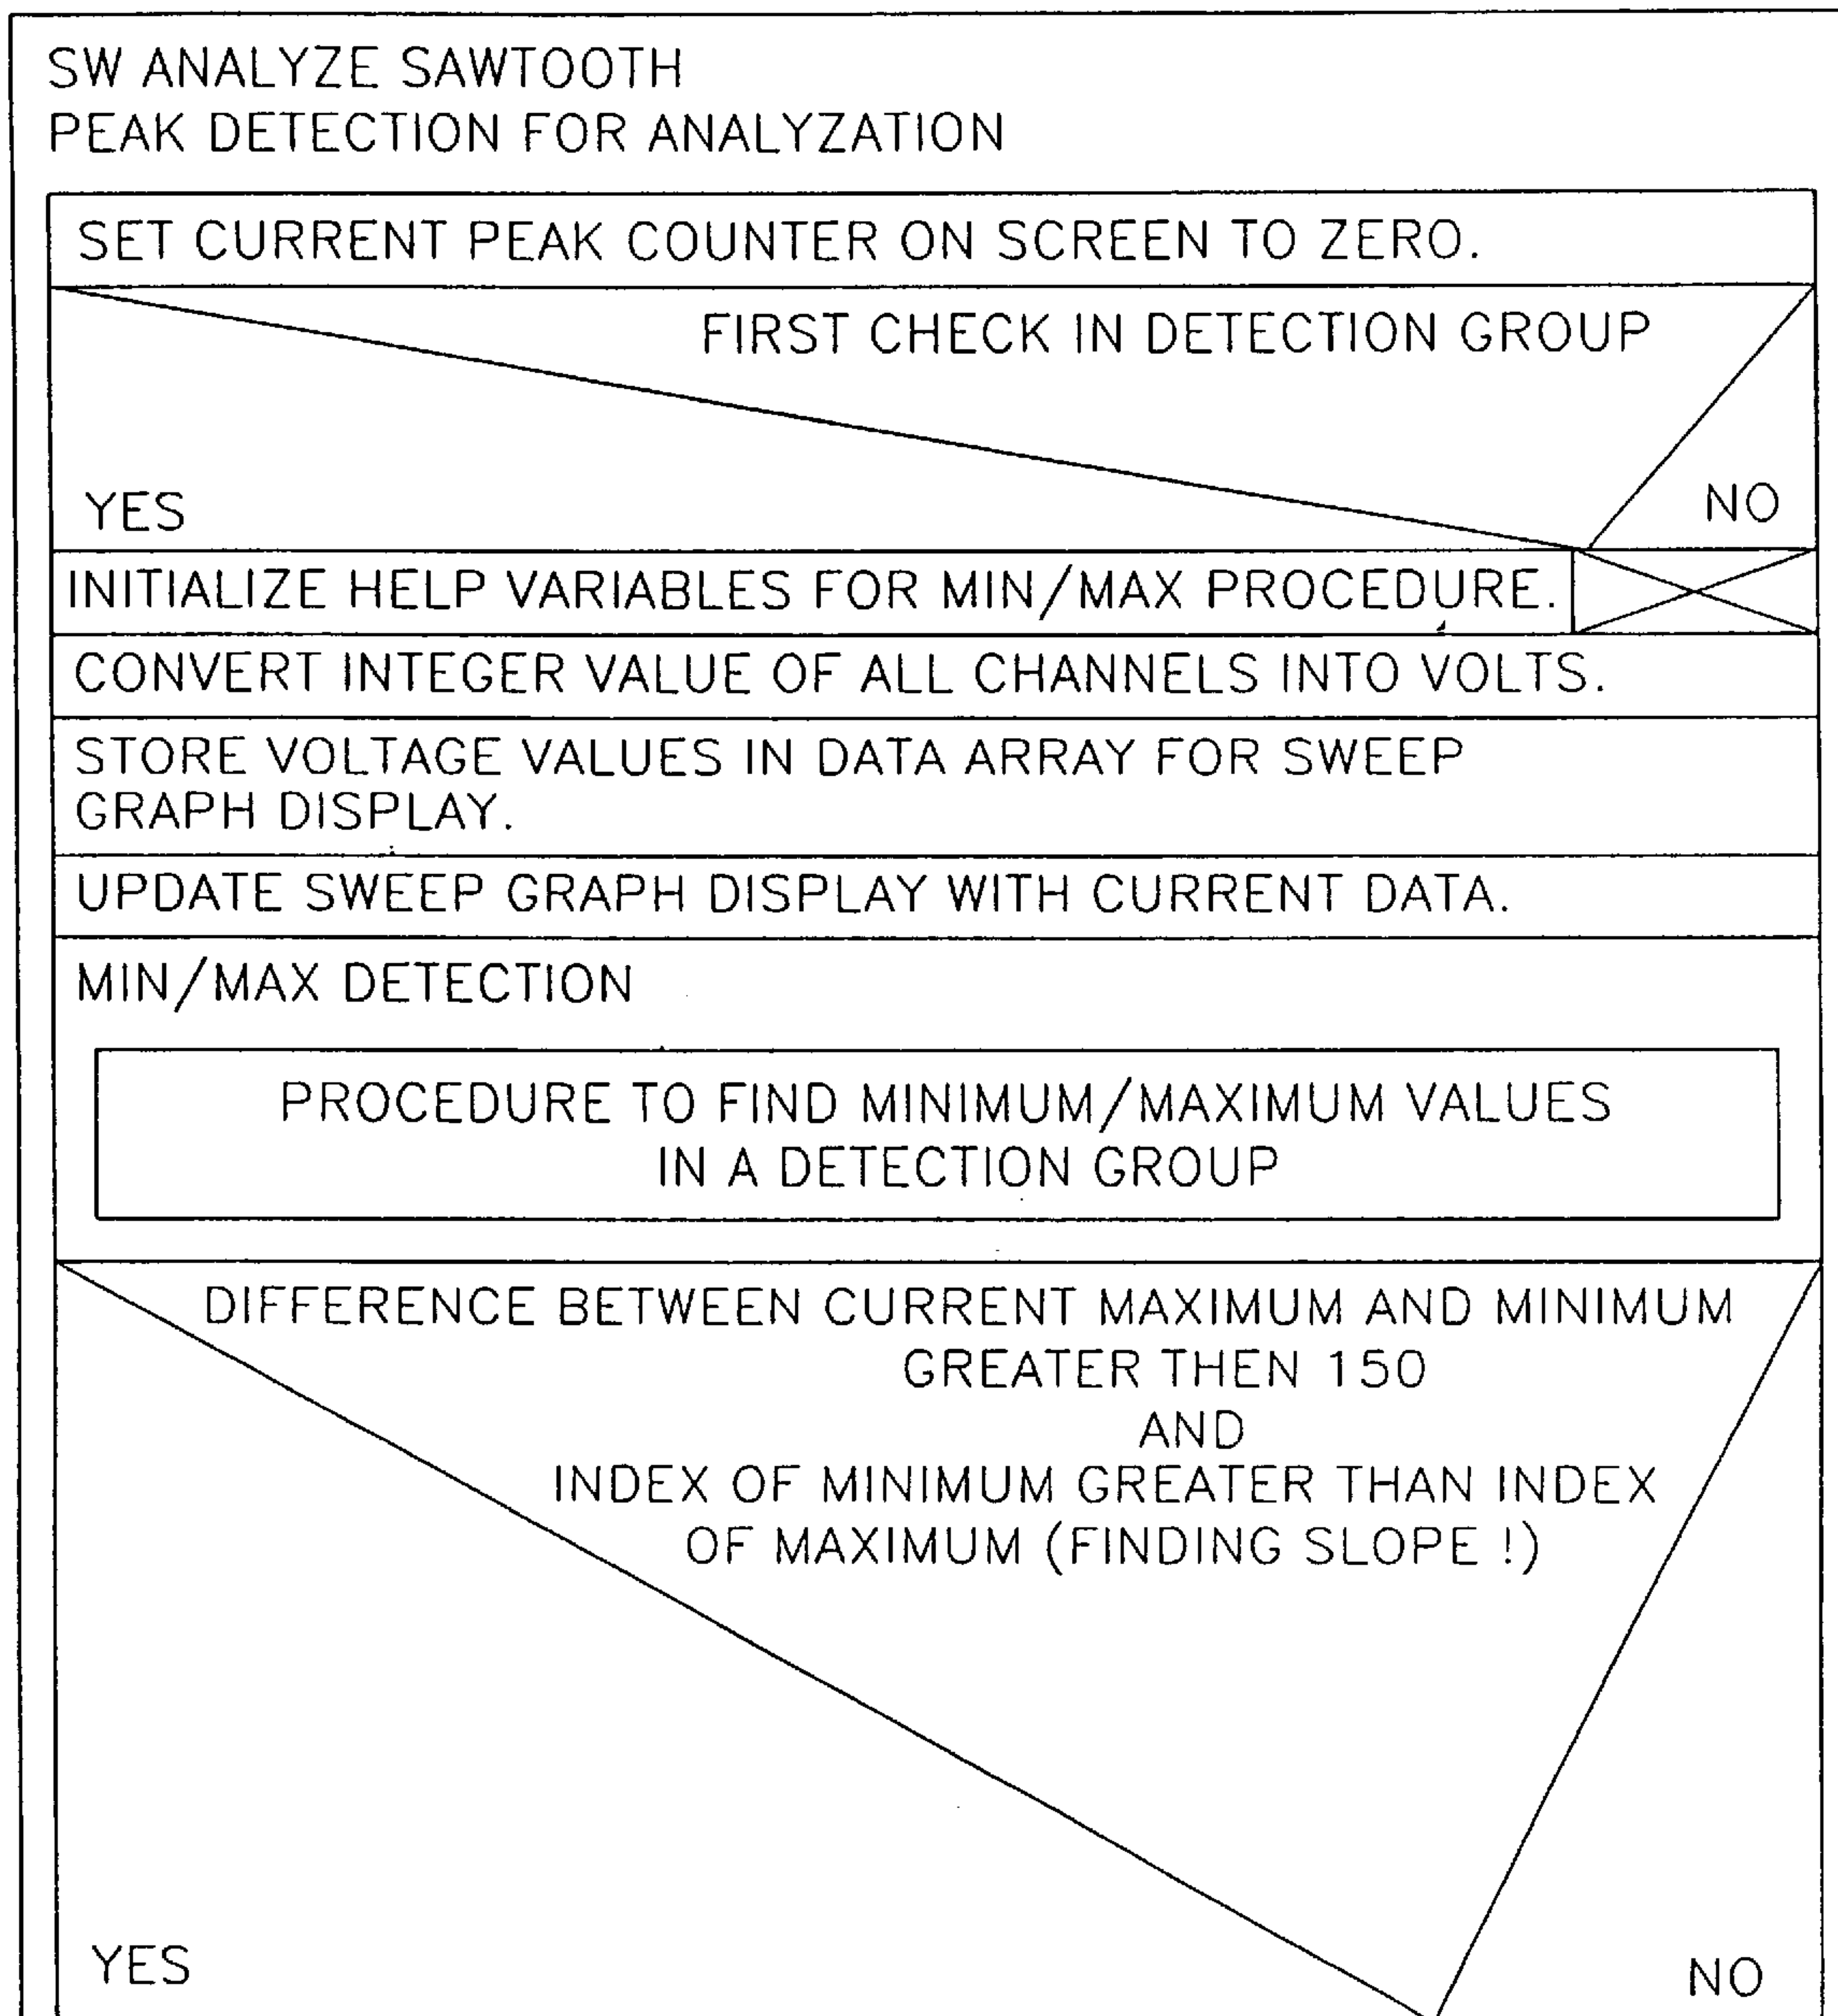 SW ANALYZE SAWTOOTH
PEAK DETECTION FOR ANALYZATION
SET CURRENT PEAK COUNTER ON SCREEN TO ZERO.
FIRST CHECK IN DETECTION GROUP
YES
NO
INITIALIZE HELP VARIABLES FOR MIN/MAX PROCEDURE.
CONVERT INTEGER VALUE OF ALL CHANNELS INTO VOLTS.
STORE VOLTAGE VALUES IN DATA ARRAY FOR SWEEP
GRAPH DISPLAY.
UPDATE SWEEP GRAPH DISPLAY WITH CURRENT DATA.
MIN/MAX DETECTION
PROCEDURE TO FIND MINIMUM/MAXIMUM VALUES
IN A DETECTION GROUP
DIFFERENCE BETWEEN CURRENT MAXIMUM AND MINIMUM
GREATER THEN 150
AND
INDEX OF MINIMUM GREATER THAN INDEX
OF MAXIMUM (FINDING SLOPE !)
YES
NO